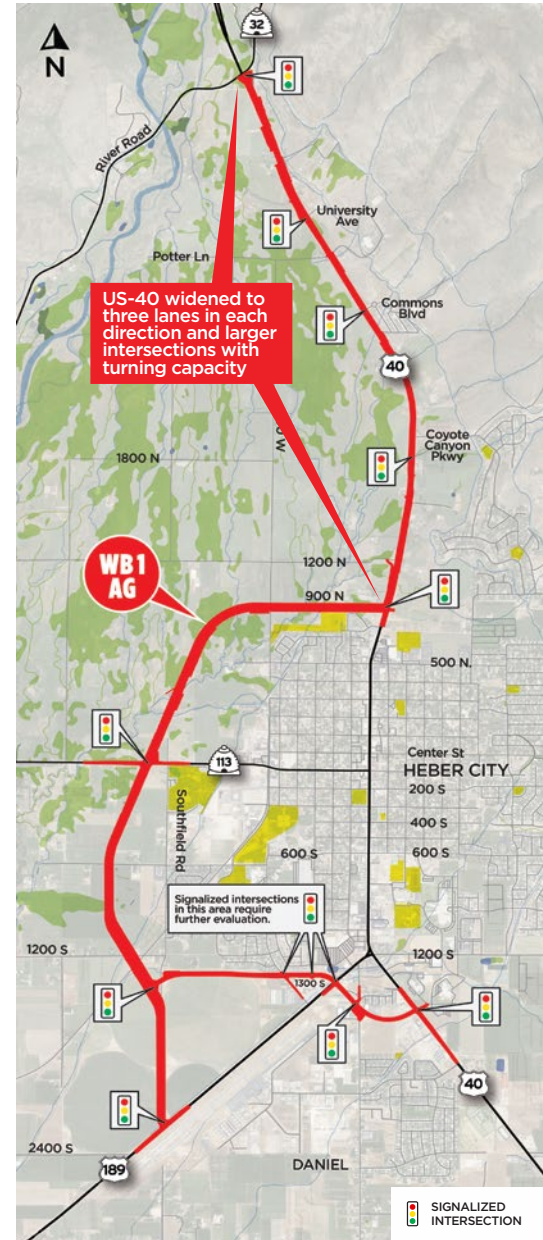 32
N
River Road
University
Ave
Potter Ln
US-40 widened to
three lanes in each
direction and larger
intersections with
turning capacity
Commons
Blvd
40
W
Coyote
Canyon
Pkwy
1800 N
1200 N
WB1
AG
900 N
500 N.
Center St
113
HEBER CITY
200 S
Southfield Rd
400 S
600 S
600 S
Signalized intersections
in this area require
further evaluation.
1200 S
1200 S
1300 S
40
2400 S
189
DANIEL
SIGNALIZED
INTERSECTION